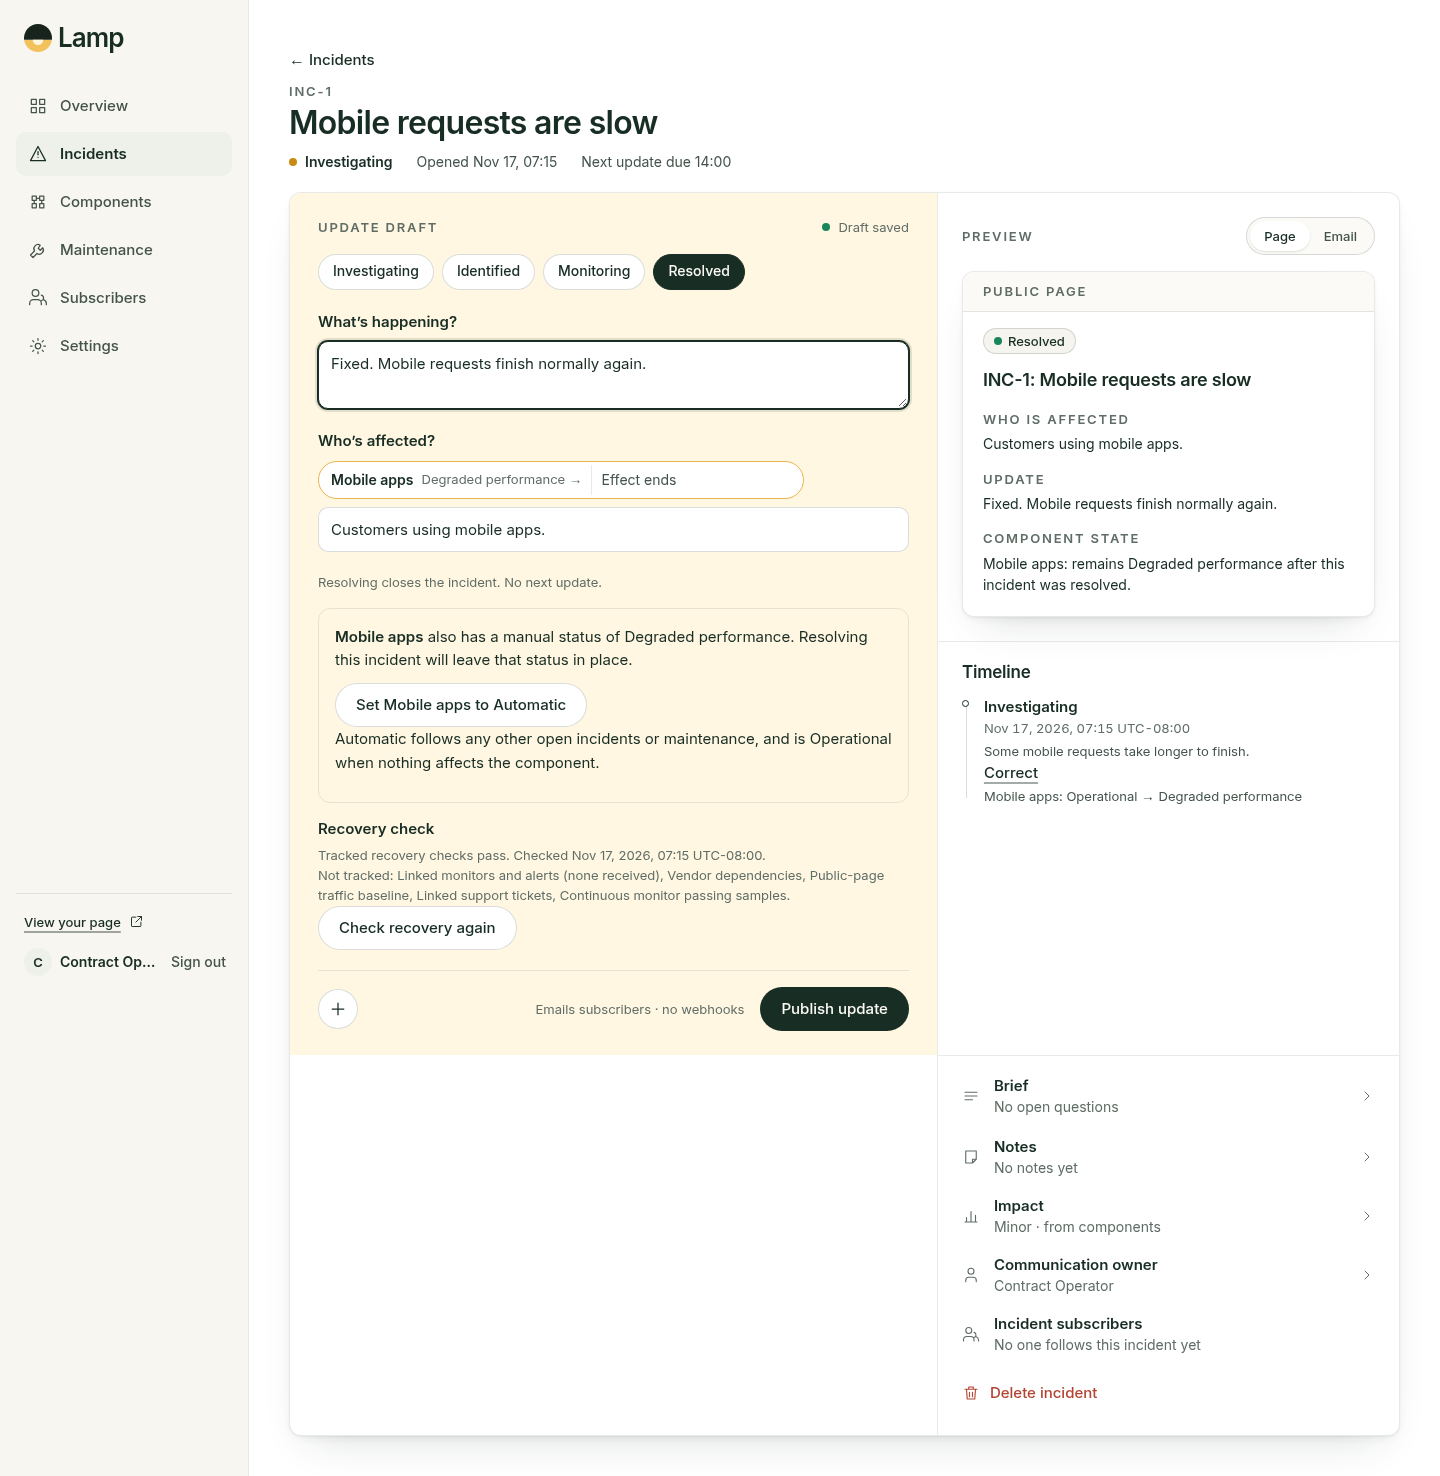 Lamp
Overview
Incidents
Components
Maintenance
Subscribers
Settings
View your page
C
Contract Op...
Sign out
← Incidents
INC-1
Mobile requests are slow
Investigating
Opened Nov 17, 07:15
Next update due 14:00
UPDATE DRAFT
Draft saved
Investigating
Identified
Monitoring
Resolved
What's happening?
Fixed. Mobile requests finish normally again.
Who's affected?
Mobile apps Degraded performance → Effect ends
Customers using mobile apps.
Resolving closes the incident. No next update.
Mobile apps also has a manual status of Degraded performance. Resolving
this incident will leave that status in place.
Set Mobile apps to Automatic
Automatic follows any other open incidents or maintenance, and is Operational
when nothing affects the component.
Recovery check
Tracked recovery checks pass. Checked Nov 17, 2026, 07:15 UTC-08:00.
Not tracked: Linked monitors and alerts (none received), Vendor dependencies, Public-page
traffic baseline, Linked support tickets, Continuous monitor passing samples.
Check recovery again
Emails subscribers · no webhooks
Publish update
PREVIEW
Page
Email
PUBLIC PAGE
Resolved
INC-1: Mobile requests are slow
WHO IS AFFECTED
Customers using mobile apps.
UPDATE
Fixed. Mobile requests finish normally again.
COMPONENT STATE
Mobile apps: remains Degraded performance after this
incident was resolved.
Timeline
Investigating
Nov 17, 2026, 07:15 UTC-08:00
Some mobile requests take longer to finish.
Correct
Mobile apps: Operational → Degraded performance
Brief
No open questions
Notes
No notes yet
Impact
Minor · from components
Communication owner
Contract Operator
Incident subscribers
No one follows this incident yet
Delete incident